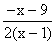 -x - 9
2(x - 1)